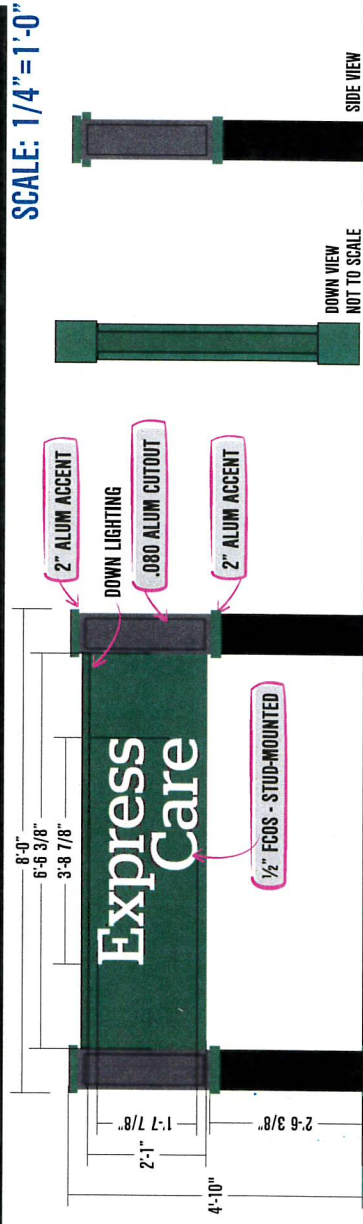 SCALE: 1/4"=1'-0"
8'-0"
6'-6 3/8"
3'-8 7/8"
2" ALUM ACCENT
DOWN LIGHTING
.080 ALUM CUTOUT
2" ALUM ACCENT
Express
Care
½" FCOS - STUD-MOUNTED
4'-10"
2'-1"
1'-7 7/8"
2'-6 3/8"
DOWN VIEW
NOT TO SCALE
SIDE VIEW